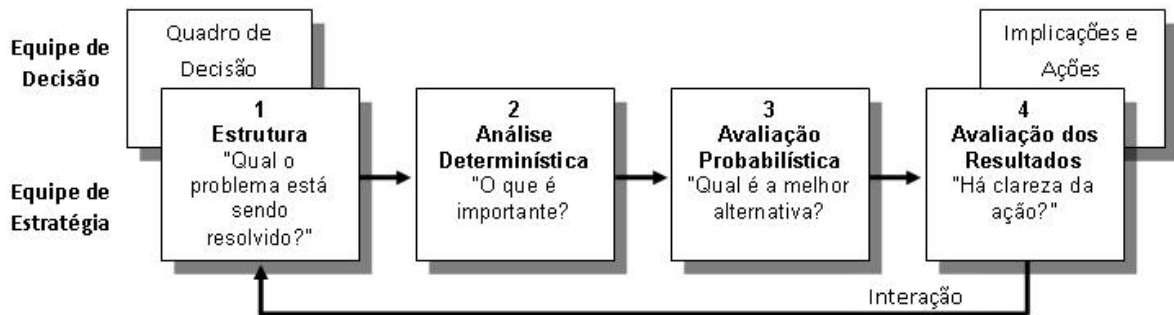 Equipe de
Decisão
Quadro de
Decisão
Implicações e
Ações
Equipe de
Estratégia
1
Estrutura
"Qual o
problema está
sendo
resolvido?"
2
Análise
Determinística
"O que é
importante?
3
Avaliação
Probabilística
"Qual é a melhor
alternativa?
4
Avaliação dos
Resultados
"Há clareza da
ação?"
Interação